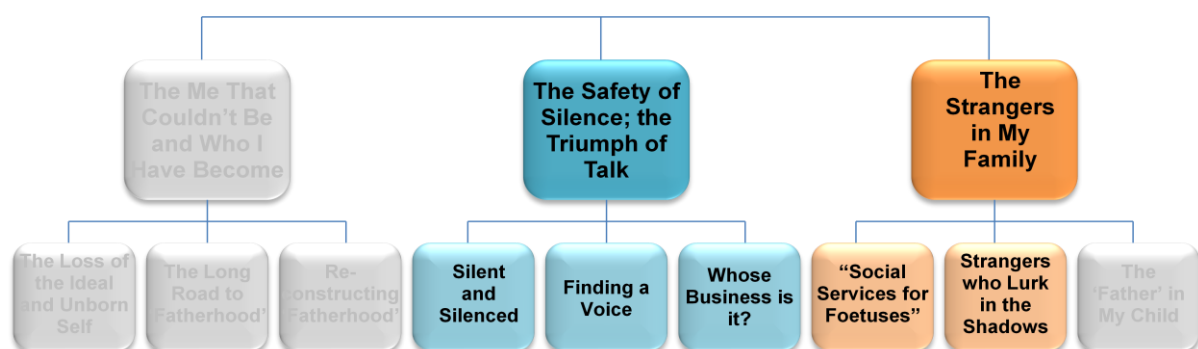 The Me That
Couldn't Be
and Who I
Have Become
The Safety of
Silence; the
Triumph of
Talk
The
Strangers
in My
Family
The Loss of
the Ideal
and Unborn
Self
The Long
Road to
Fatherhood'
Re-
constructing
Fatherhood'
Silent
and
Silenced
Finding a
Voice
Whose
Business is
it?
“Social
Services for
Foetuses”
Strangers
who Lurk
in the
Shadows
The
'Father' in
My Child